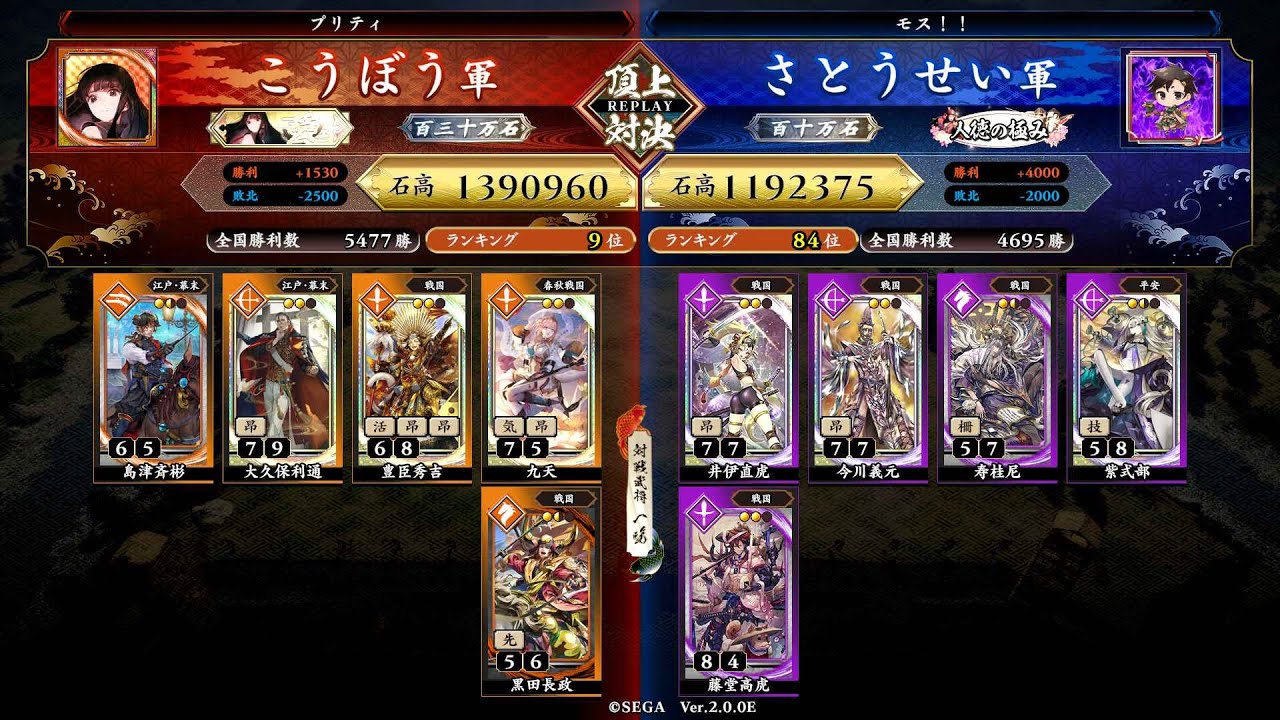 プリティ
モス！！
こうぼう軍
頂上
REPLAY
対決
さとうせい軍
百三十万石
百十万石
人徳の極み
勝利 +1530
敗北 -2500
石高 1390960
石高 1192375
勝利 +4000
敗北 -2000
全国勝利数 5477勝
ランキング 9位
ランキング 84位
全国勝利数 4695勝
江戸・幕末
江戸・幕末
戦国
春秋戦国
戦国
戦国
戦国
平安
昂
活 昂 昂
気 昂
昂
昂
柵
技
6 5
7 9
6 8
7 5
7 7
7 7
5 7
5 8
島津斉彬
大久保利通
豊臣秀吉
九天
井伊直虎
今川義元
寿桂尼
紫式部
対戦武将一覧
戦国
戦国
先
5 6
8 4
黒田長政
藤堂高虎
©SEGA Ver.2.0.0E